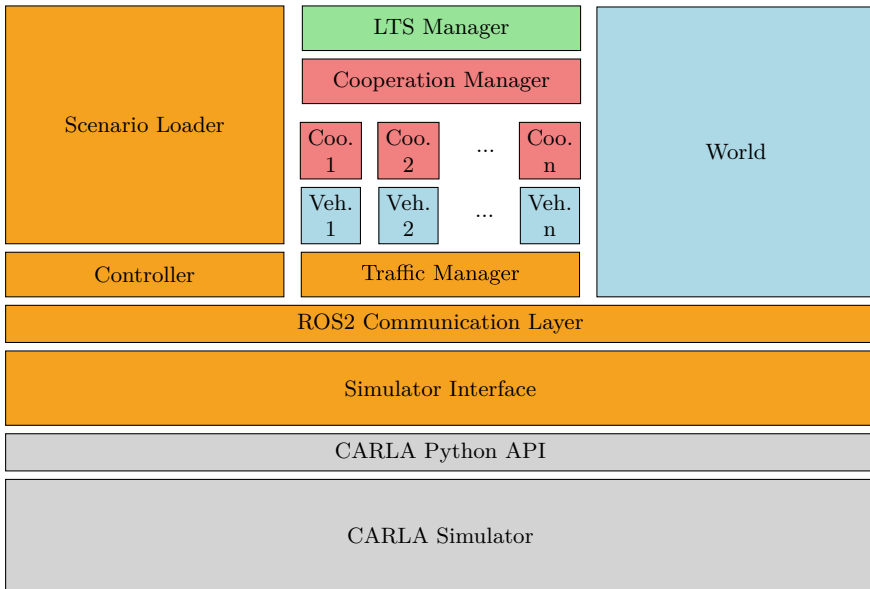 LTS Manager
Cooperation Manager
Scenario Loader
World
Coo.
1
Coo.
2
...
Coo.
n
Veh.
1
Veh.
2
...
Veh.
n
Controller
Traffic Manager
ROS2 Communication Layer
Simulator Interface
CARLA Python API
CARLA Simulator